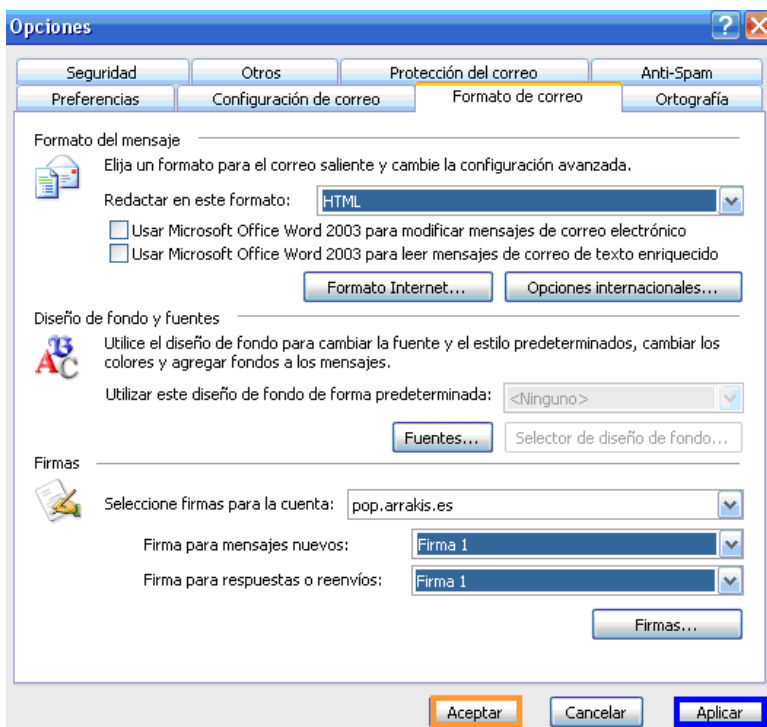 Opciones
Seguridad Otros Protección del correo Anti-Spam
Preferencias Configuración de correo Formato de correo Ortografía
Formato del mensaje
Elija un formato para el correo saliente y cambie la configuración avanzada.
Redactar en este formato: HTML
Usar Microsoft Office Word 2003 para modificar mensajes de correo electrónico
Usar Microsoft Office Word 2003 para leer mensajes de correo de texto enriquecido
Formato Internet... Opciones internacionales...
Diseño de fondo y fuentes
Utilice el diseño de fondo para cambiar la fuente y el estilo predeterminados, cambiar los
colores y agregar fondos a los mensajes.
Utilizar este diseño de fondo de forma predeterminada: <Ninguno>
Fuentes... Selector de diseño de fondo...
Firmas
Seleccione firmas para la cuenta: pop.arrakis.es
Firma para mensajes nuevos: Firma 1
Firma para respuestas o reenvíos: Firma 1
Firmas...
Aceptar Cancelar Aplicar